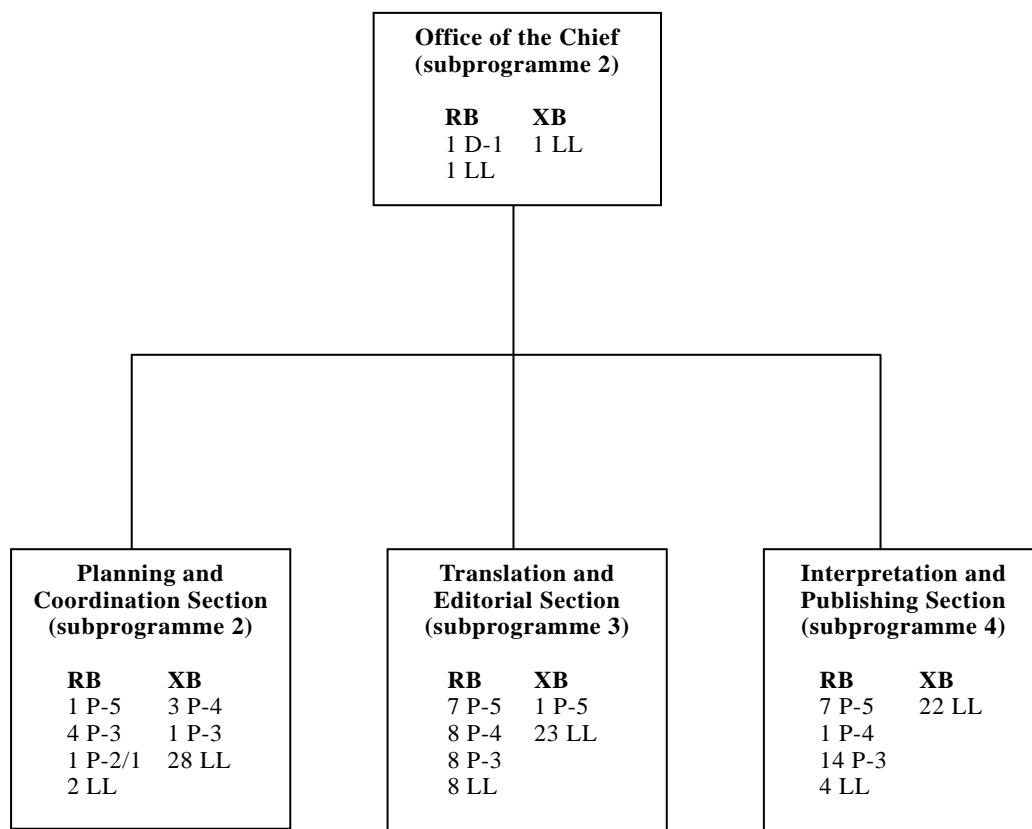 Office of the Chief
(subprogramme 2)
RB XB
1 D-1 1 LL
1 LL
Planning and
Coordination Section
(subprogramme 2)
RB XB
1 P-5 3 P-4
4 P-3 1 P-3
1 P-2/1 28 LL
2 LL
Translation and
Editorial Section
(subprogramme 3)
RB XB
7 P-5 1 P-5
8 P-4 23 LL
8 P-3
8 LL
Interpretation and
Publishing Section
(subprogramme 4)
RB XB
7 P-5 22 LL
1 P-4
14 P-3
4 LL